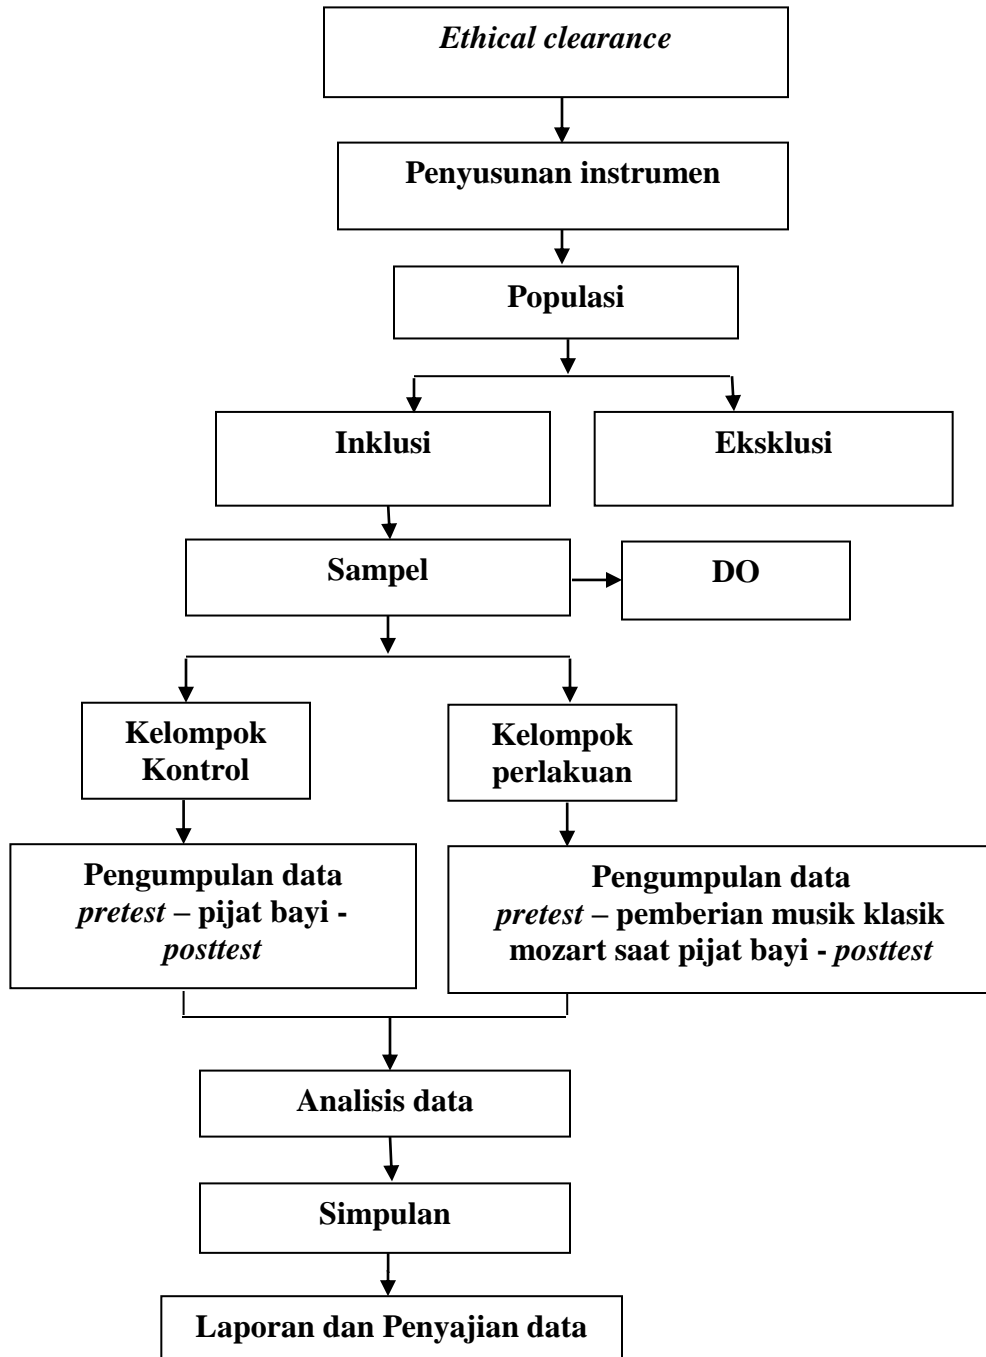 Ethical clearance
Penyusunan instrumen
Populasi
Inklusi
Eksklusi
Sampel
DO
Kelompok
Kontrol
Kelompok
perlakuan
Pengumpulan data
pretest – pijat bayi -
posttest
Pengumpulan data
pretest – pemberian musik klasik
mozart saat pijat bayi - posttest
Analisis data
Simpulan
Laporan dan Penyajian data